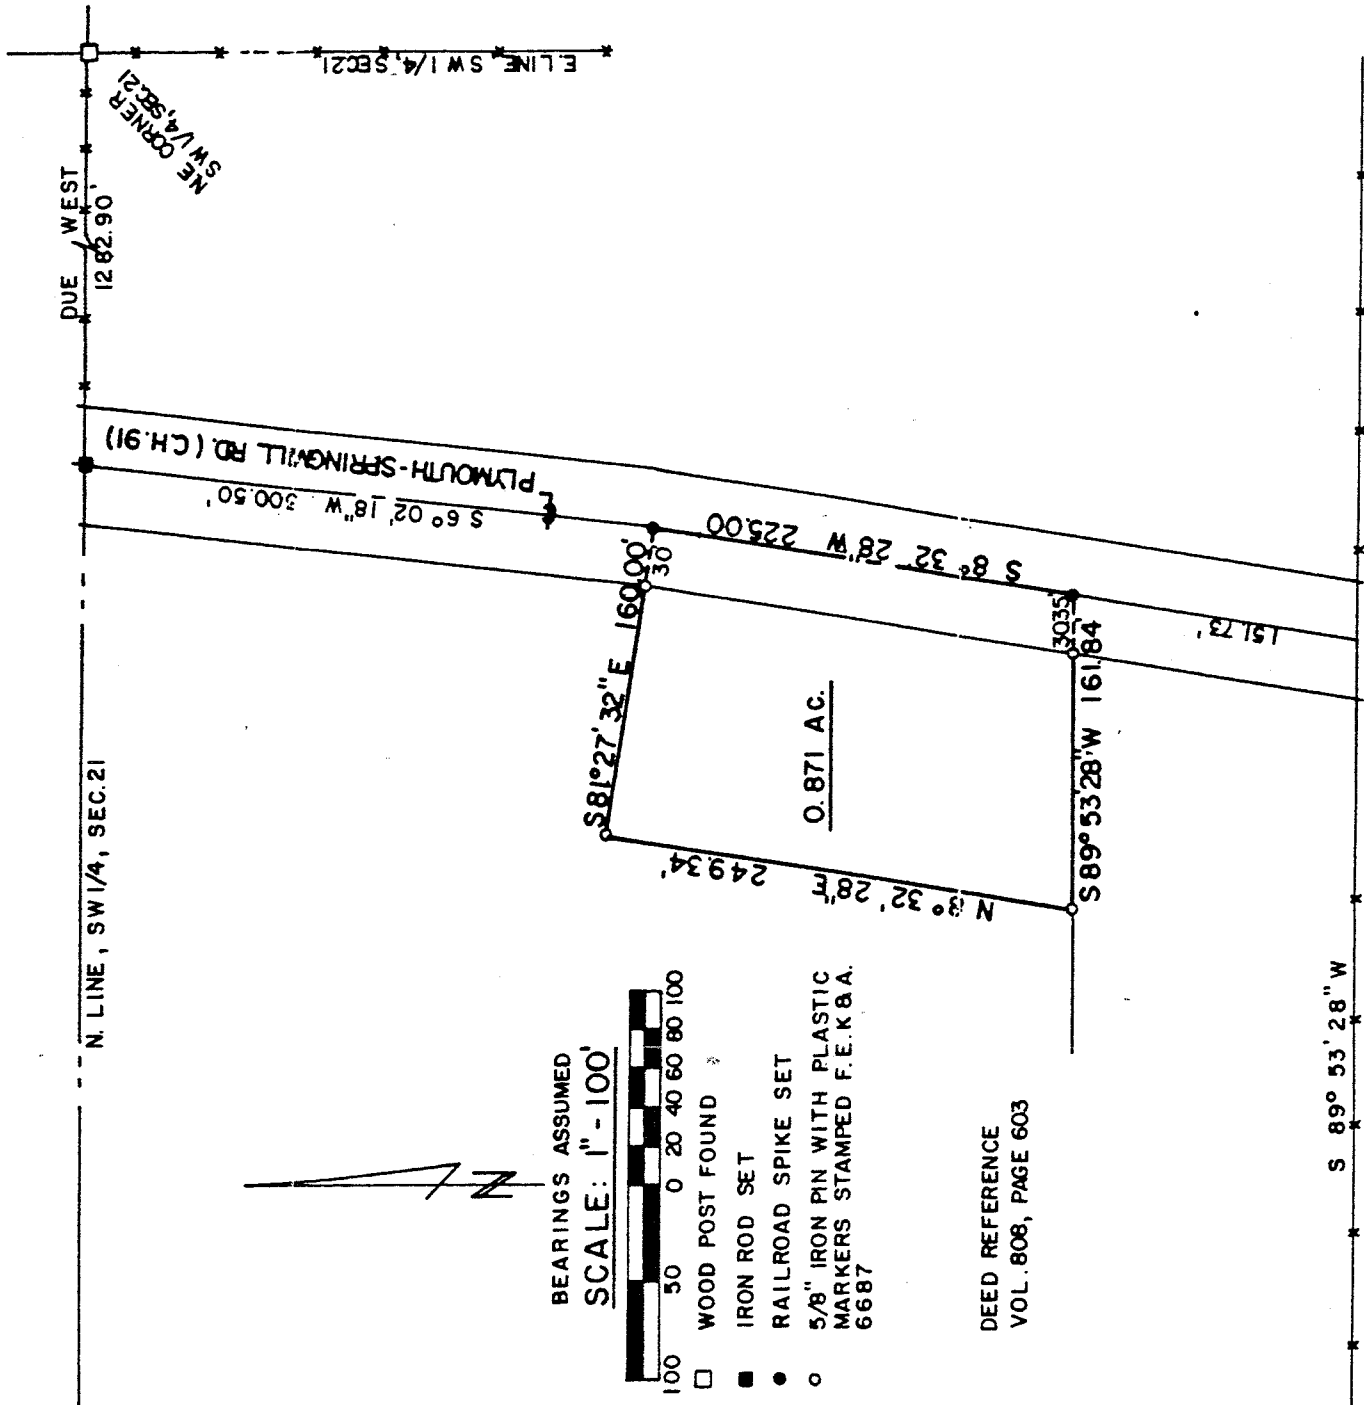 E. LINE, SW 1/4, SEC. 21
NE CORNER
SW 1/4, SEC. 21
DUE WEST
1282.90'
PLYMOUTH-SPRINGMILL RD. (C.H. 91)
S 6° 02' 18" W 300.50'
N. LINE, SW 1/4, SEC. 21
160.00'
30'
S 81° 27' 32" E
S 8° 32' 28" W 225.00
30.35'
151.73'
0.871 AC.
249.34'
N 8° 32' 28" E
S 89° 53' 28" W 161.84'
BEARINGS ASSUMED
SCALE: 1" - 100'
100 50 0 20 40 60 80 100
WOOD POST FOUND
IRON ROD SET
RAILROAD SPIKE SET
5/8" IRON PIN WITH PLASTIC
MARKERS STAMPED F.E.K & A.
6687
DEED REFERENCE
VOL. 808, PAGE 603
S 89° 53' 28" W